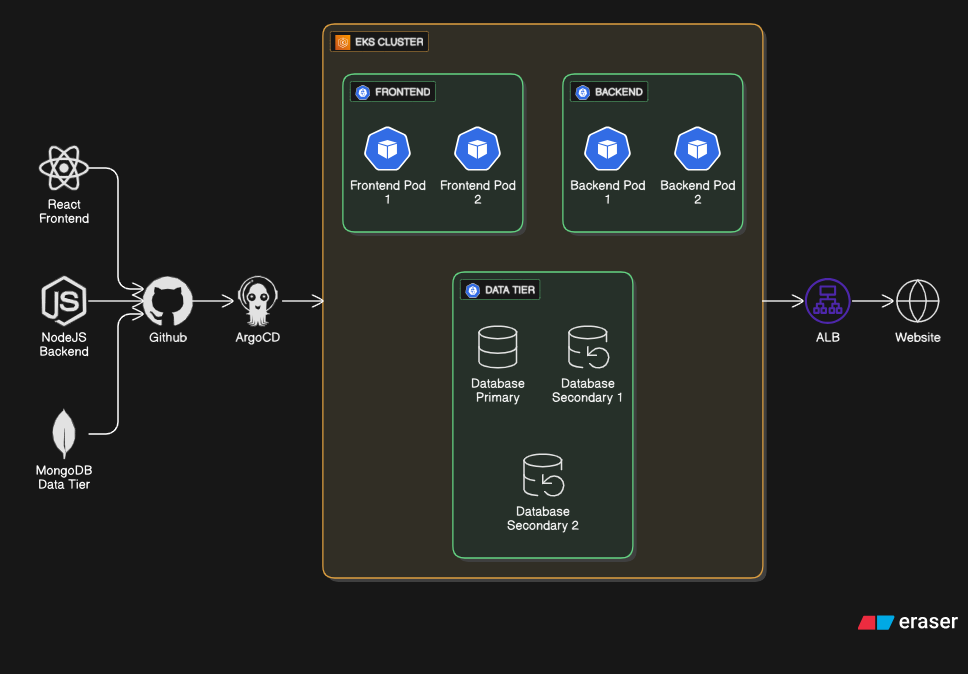 EKS CLUSTER
FRONTEND
Frontend Pod
1
Frontend Pod
2
BACKEND
Backend Pod
1
Backend Pod
2
React
Frontend
JS
NodeJS
Backend
MongoDB
Data Tier
Github
ArgoCD
DATA TIER
Database
Primary
Database
Secondary 1
Database
Secondary 2
ALB
Website
eraser